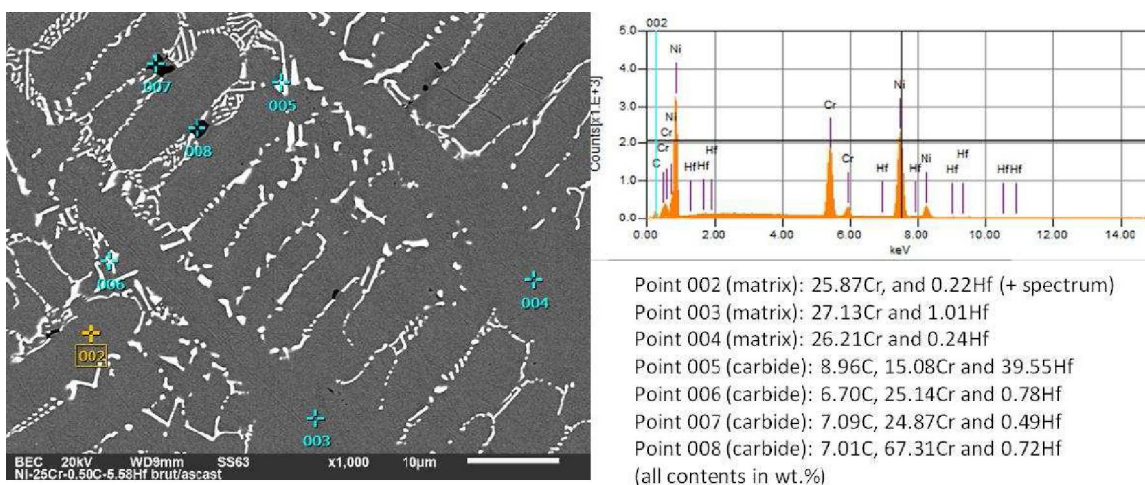 007
005
008
006
002
004
003
BEC 20kV WD9mm SS63 x1,000 10µm
Ni-25Cr-0.50C-5.58Hf brut/ascast
002
5.0
4.0
3.0
2.0
1.0
0.0
Counts[x1.E+3]
Ni
Ni
Cr
Cr
C
Hf
Hf
Hf
Cr
Cr
Hf
Ni
Hf
Ni
Hf
Hf
Hf
Hf
0.00 2.00 4.00 6.00 8.00 10.00 12.00 14.00
keV
Point 002 (matrix): 25.87Cr, and 0.22Hf (+ spectrum)
Point 003 (matrix): 27.13Cr and 1.01Hf
Point 004 (matrix): 26.21Cr and 0.24Hf
Point 005 (carbide): 8.96C, 15.08Cr and 39.55Hf
Point 006 (carbide): 6.70C, 25.14Cr and 0.78Hf
Point 007 (carbide): 7.09C, 24.87Cr and 0.49Hf
Point 008 (carbide): 7.01C, 67.31Cr and 0.72Hf
(all contents in wt.%)